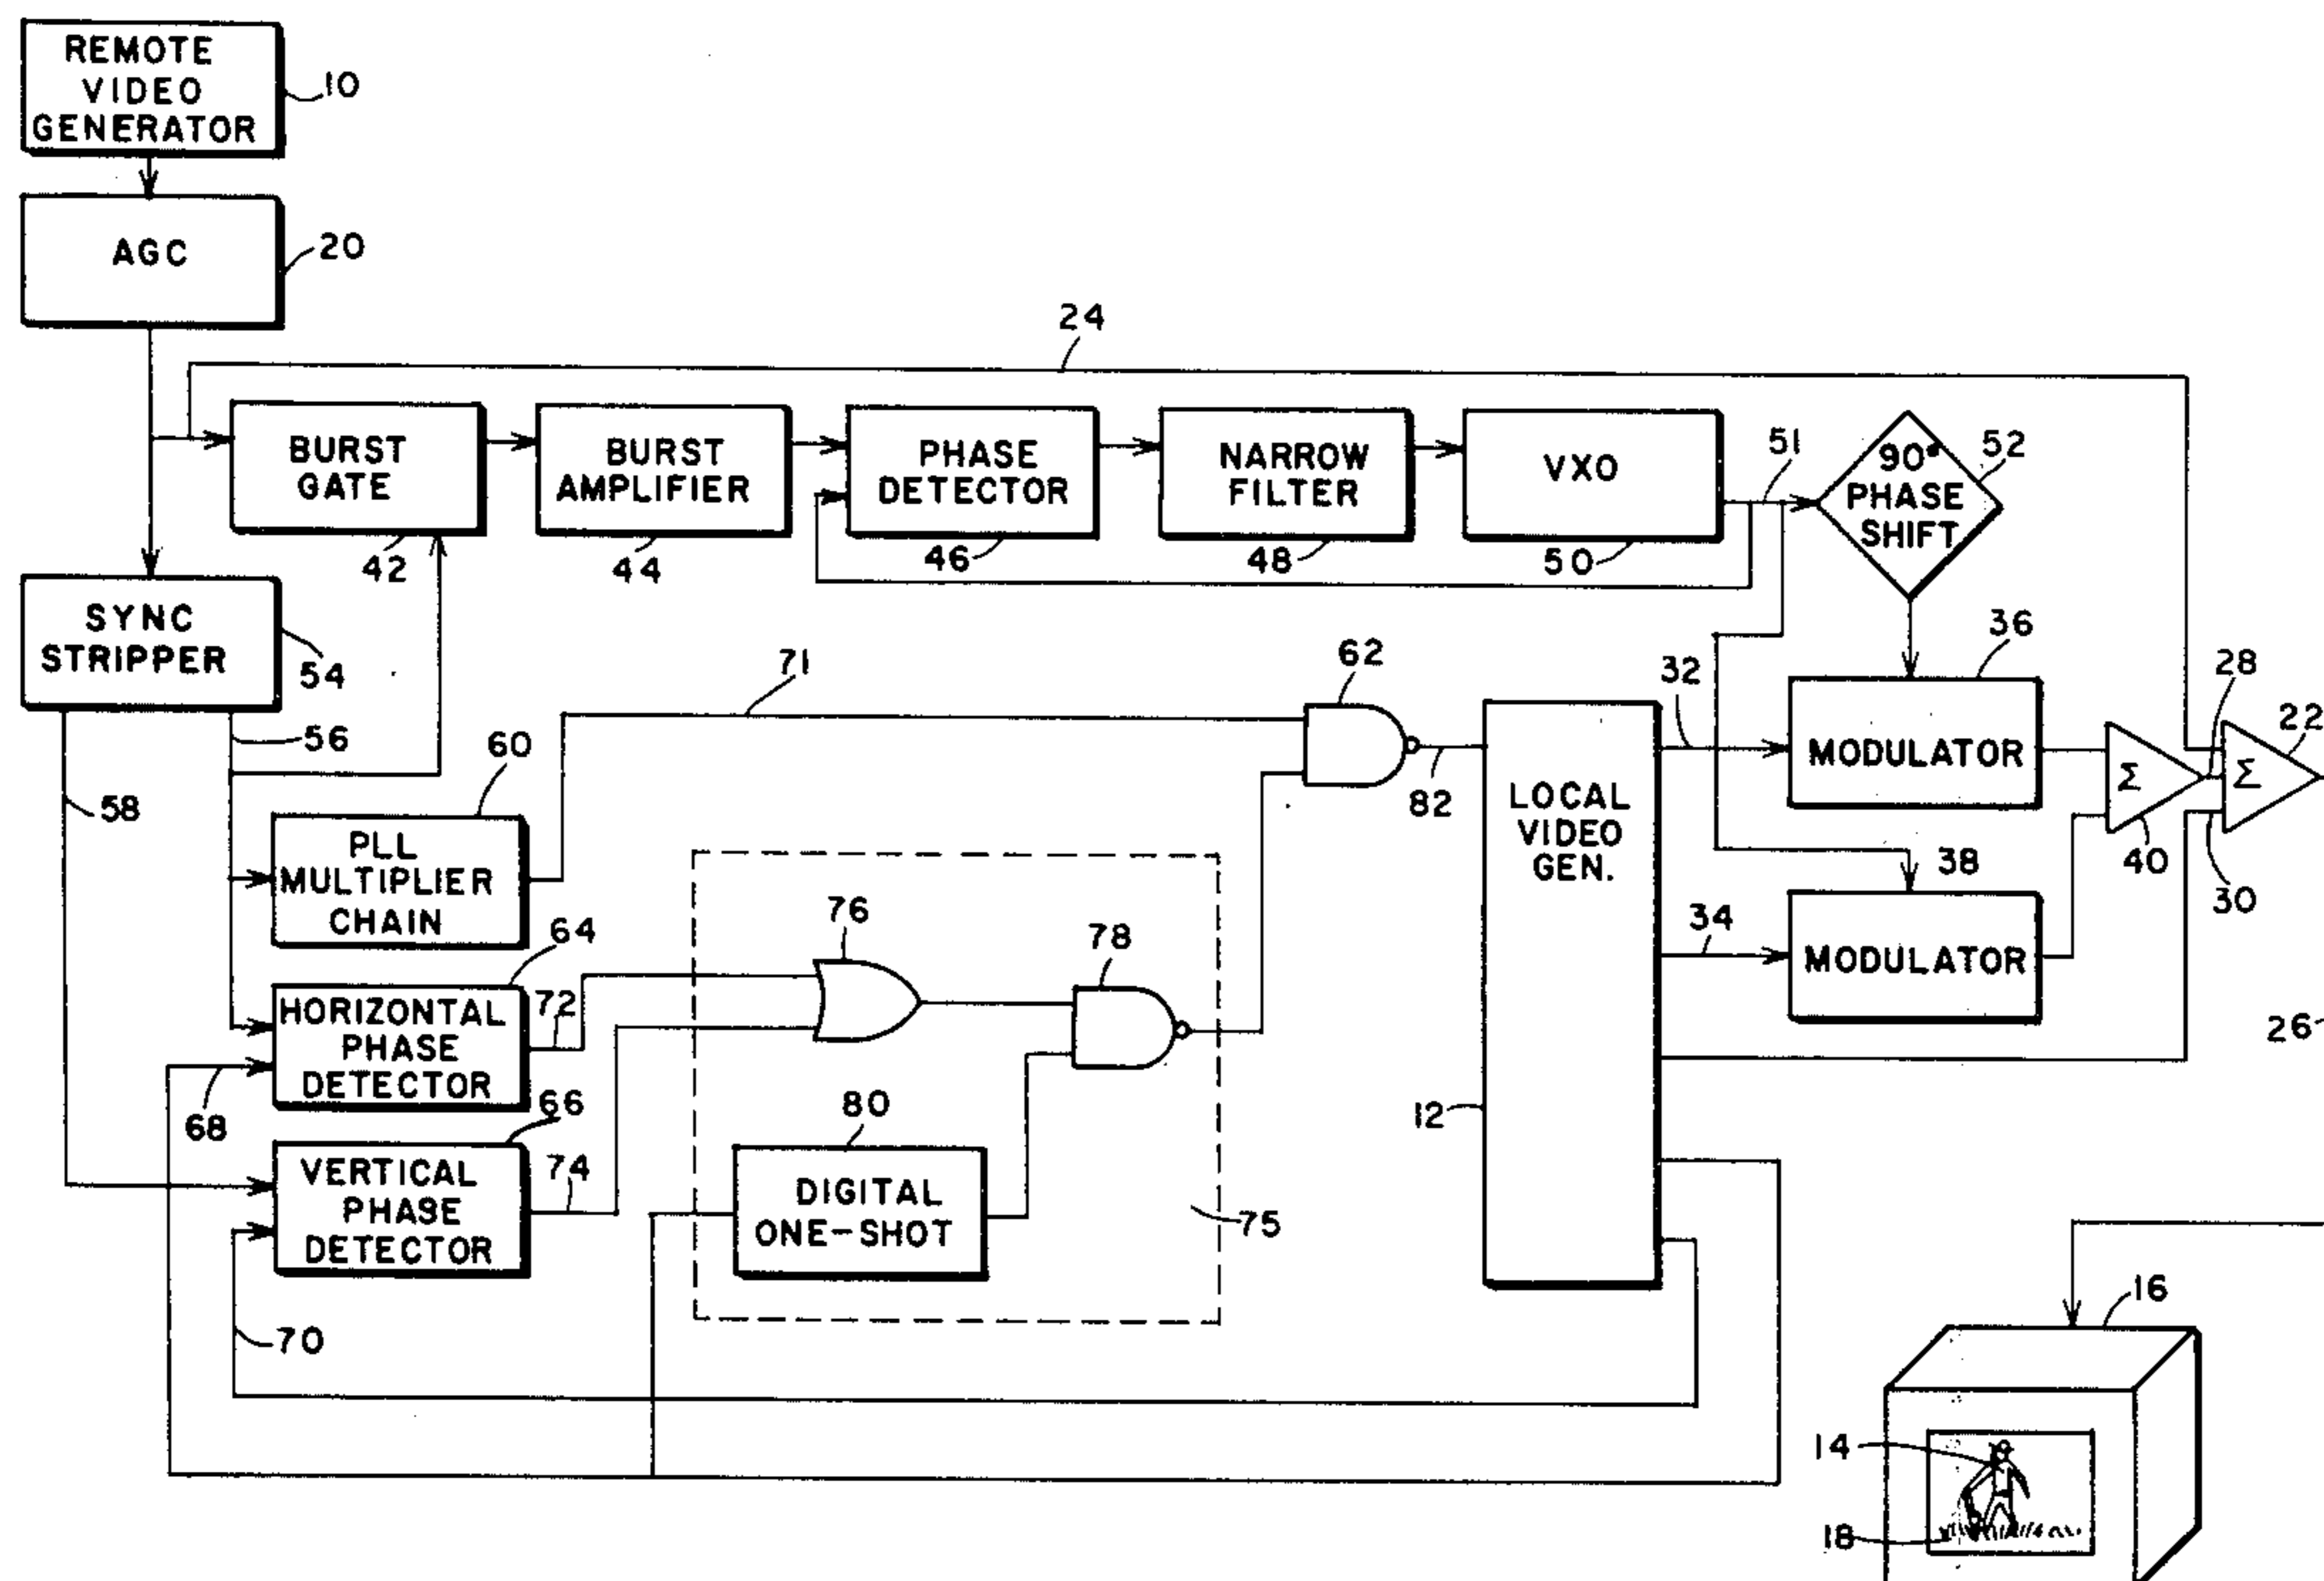 REMOTE
VIDEO
GENERATOR
10
AGC
20
24
BURST
GATE
42
BURST
AMPLIFIER
44
PHASE
DETECTOR
46
NARROW
FILTER
48
VXO
50
51
90°
PHASE
SHIFT
52
SYNC
STRIPPER
54
56
58
71
62
82
32
36
MODULATOR
28
22
Σ
Σ
40
30
60
PLL
MULTIPLIER
CHAIN
LOCAL
VIDEO
GEN.
12
38
34
MODULATOR
26
64
HORIZONTAL
PHASE
DETECTOR
72
68
76
78
66
VERTICAL
PHASE
DETECTOR
74
70
80
DIGITAL
ONE-SHOT
75
16
14
18